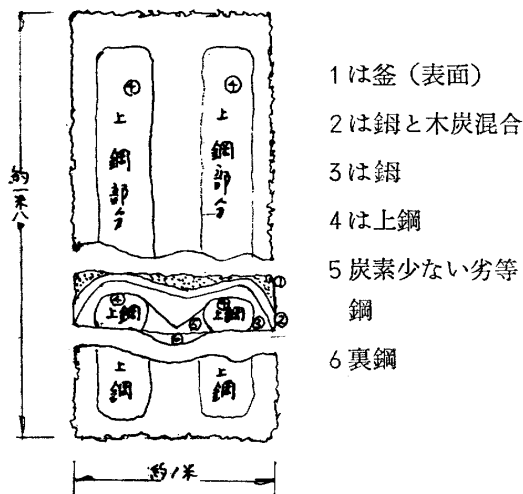 ④
上鋼部分
④
上鋼部分
約一米八
①
④
上鋼
④
上鋼
⑤
③
②
⑥
上鋼
上鋼
約1米
1は釜（表面）
2は鉧と木炭混合
3は鉧
4は上鋼
5炭素少ない劣等
鋼
6裏鋼